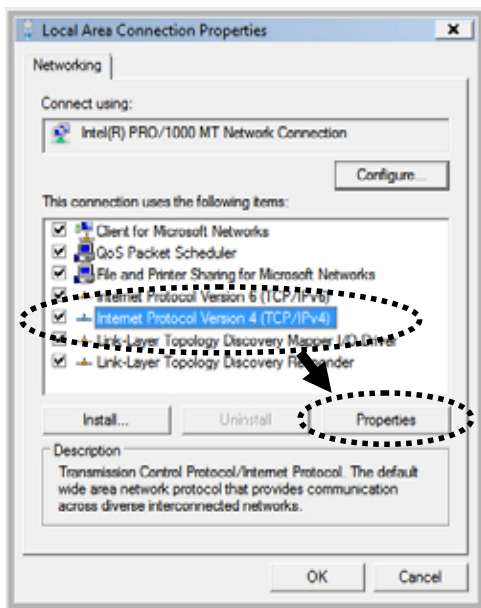 Local Area Connection Properties
Networking
Connect using:
Intel(R) PRO/1000 MT Network Connection
Configure...
This connection uses the following items:
Client for Microsoft Networks
QoS Packet Scheduler
File and Printer Sharing for Microsoft Networks
Internet Protocol Version 6 (TCP/IPv6)
Internet Protocol Version 4 (TCP/IPv4)
Link-Layer Topology Discovery Mapper I/O Driver
Link-Layer Topology Discovery Responder
Install... Uninstall Properties
Description
Transmission Control Protocol/Internet Protocol. The default
wide area network protocol that provides communication
across diverse interconnected networks.
OK Cancel